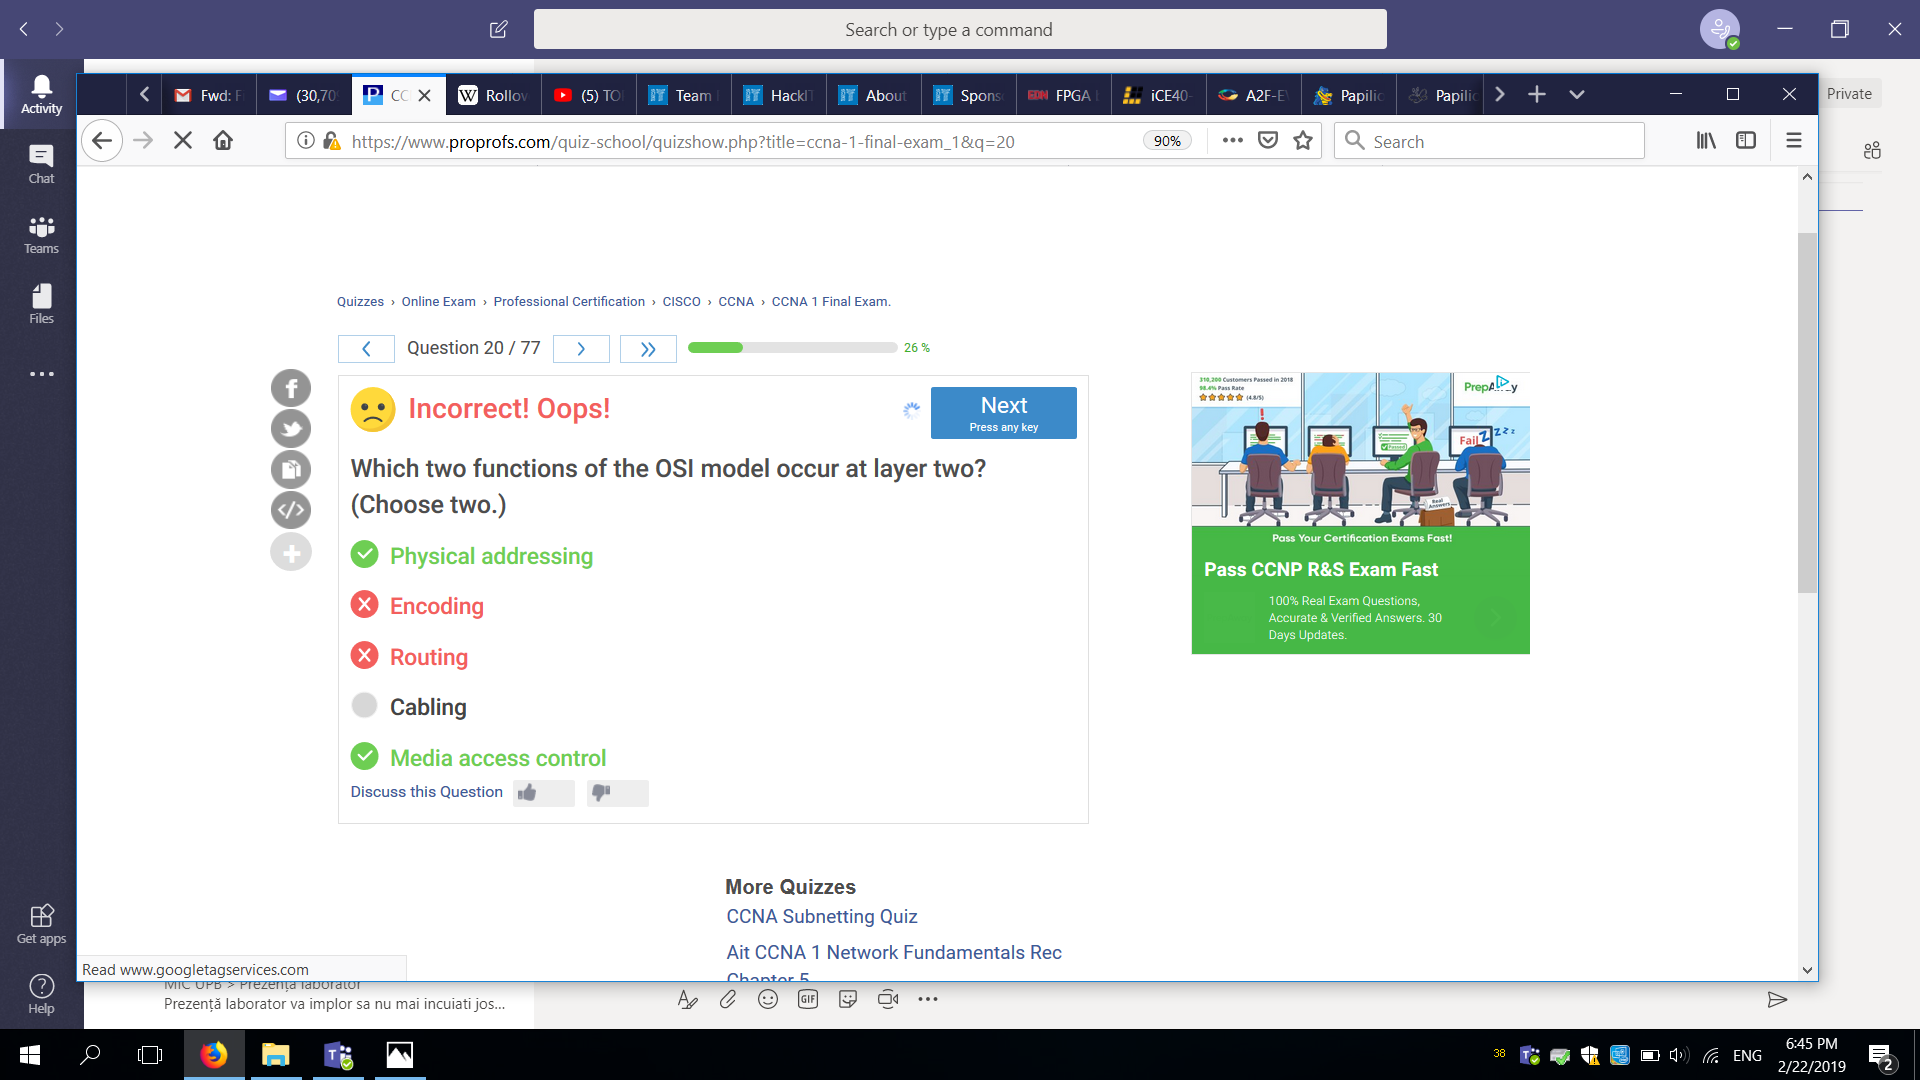 Search or type a command
Activity
Chat
Teams
Files
Get apps
Help
Private
Fwd: F
(30,70
CC
Rollov
(5) TO
Team
HackIT
About
Spons
FPGA
iCE40-
A2F-E
Papilio
Papilio
https://www.proprofs.com/quiz-school/quizshow.php?title=ccna-1-final-exam_1&q=20
90%
Search
Quizzes › Online Exam › Professional Certification › CISCO › CCNA › CCNA 1 Final Exam.
Question 20 / 77
26 %
Incorrect! Oops!
Next
Press any key
Which two functions of the OSI model occur at layer two?
(Choose two.)
Physical addressing
Encoding
Routing
Cabling
Media access control
Discuss this Question
310,200 Customers Passed in 2018
98.4% Pass Rate
(4.8/5)
Fail
Real
Answers
Pass Your Certification Exams Fast!
Pass CCNP R&S Exam Fast
100% Real Exam Questions,
Accurate & Verified Answers. 30
Days Updates.
More Quizzes
CCNA Subnetting Quiz
Ait CCNA 1 Network Fundamentals Rec
Chapter 5
Read www.googletagservices.com
MIC UPB > Prezență laborator
Prezență laborator va implor sa nu mai incuiati jos...
GIF
38
ENG
6:45 PM
2/22/2019
2